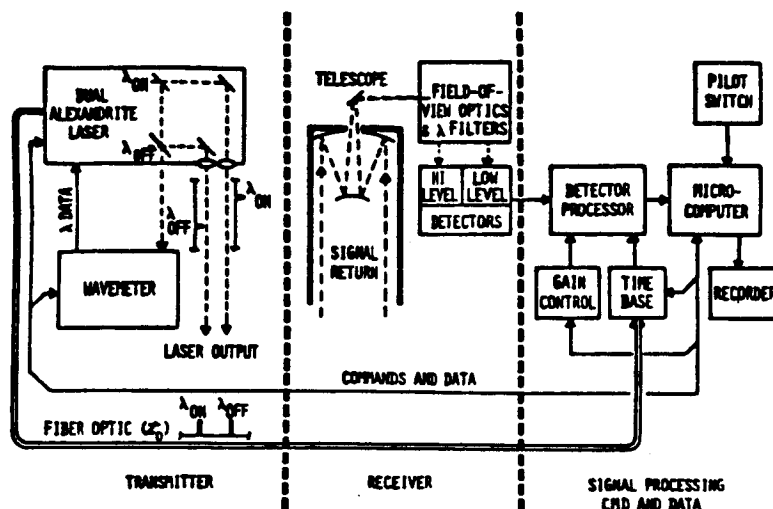 DUAL
ALEXANDRITE
LASER
λON
λOFF
λ DATA
λOFF
λON
WAVEMETER
LASER OUTPUT
TELESCOPE
FIELD-OF-
VIEW OPTICS
& λ FILTERS
HI
LEVEL
LOW
LEVEL
DETECTORS
SIGNAL
RETURN
PILOT
SWITCH
DETECTOR
PROCESSOR
MICRO-
COMPUTER
GAIN
CONTROL
TIME
BASE
RECORDER
COMMANDS AND DATA
FIBER OPTIC
λON
λOFF
TRANSMITTER
RECEIVER
SIGNAL PROCESSING
CMD AND DATA